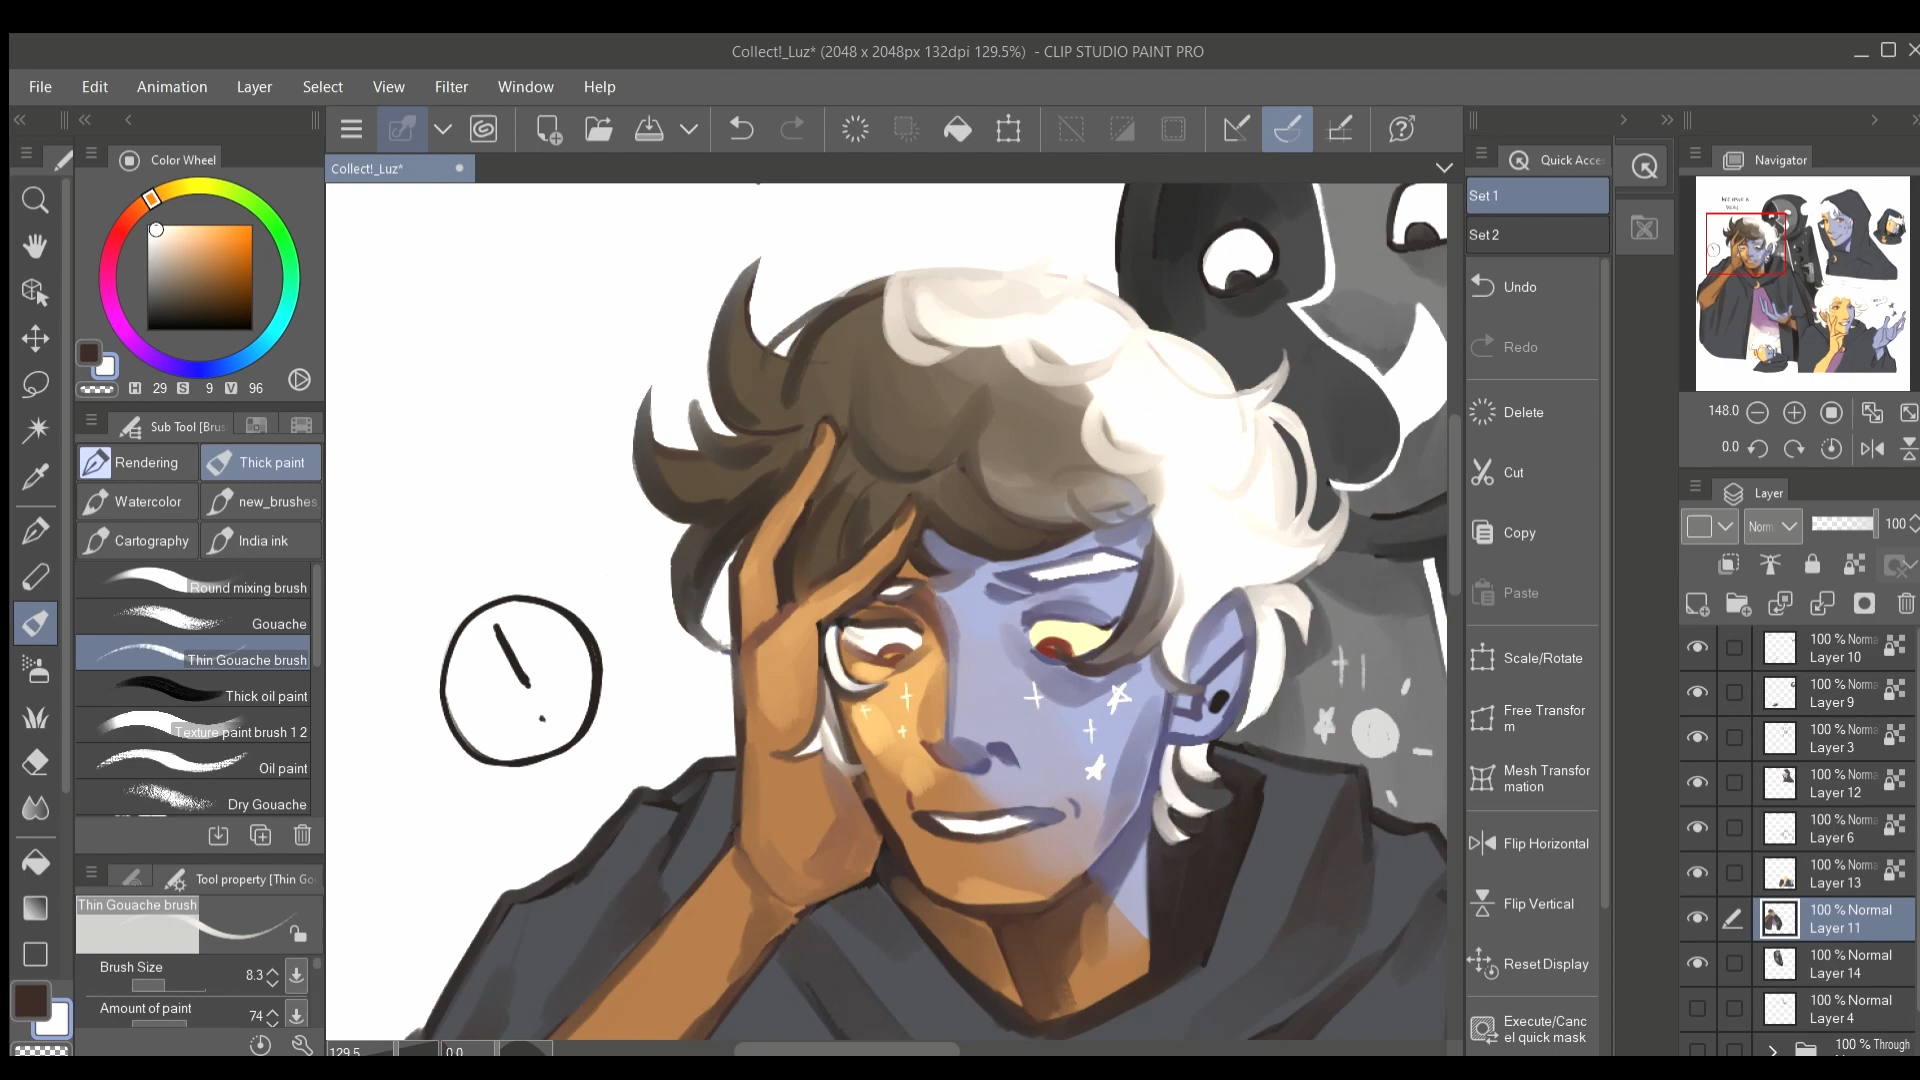 Collect!_Luz* (2048 x 2048px 132dpi 129.5%) - CLIP STUDIO PAINT PRO
File Edit Animation Layer Select View Filter Window Help
Color Wheel
H 29 S 9 V 96
Sub Tool [Brus
Rendering
Thick paint
Watercolor
new_brushes
Cartography
India ink
Round mixing brush
Gouache
Thin Gouache brush
Thick oil paint
Texture paint brush 1 2
Oil paint
Dry Gouache
Tool property [Thin Go
Thin Gouache brush
Brush Size 8.3
Amount of paint 74
Collect!_Luz*
129.5 0.0
Quick Acces
Set 1
Set 2
Undo
Redo
Delete
Cut
Copy
Paste
Scale/Rotate
Free Transfor
m
Mesh Transfor
mation
Flip Horizontal
Flip Vertical
Reset Display
Execute/Canc
el quick mask
Navigator
148.0
0.0
Layer
Norm 100
100 % Norma
Layer 10
100 % Norma
Layer 9
100 % Norma
Layer 3
100 % Norma
Layer 12
100 % Norma
Layer 6
100 % Norma
Layer 13
100 % Normal
Layer 11
100 % Normal
Layer 14
100 % Normal
Layer 4
100 % Through